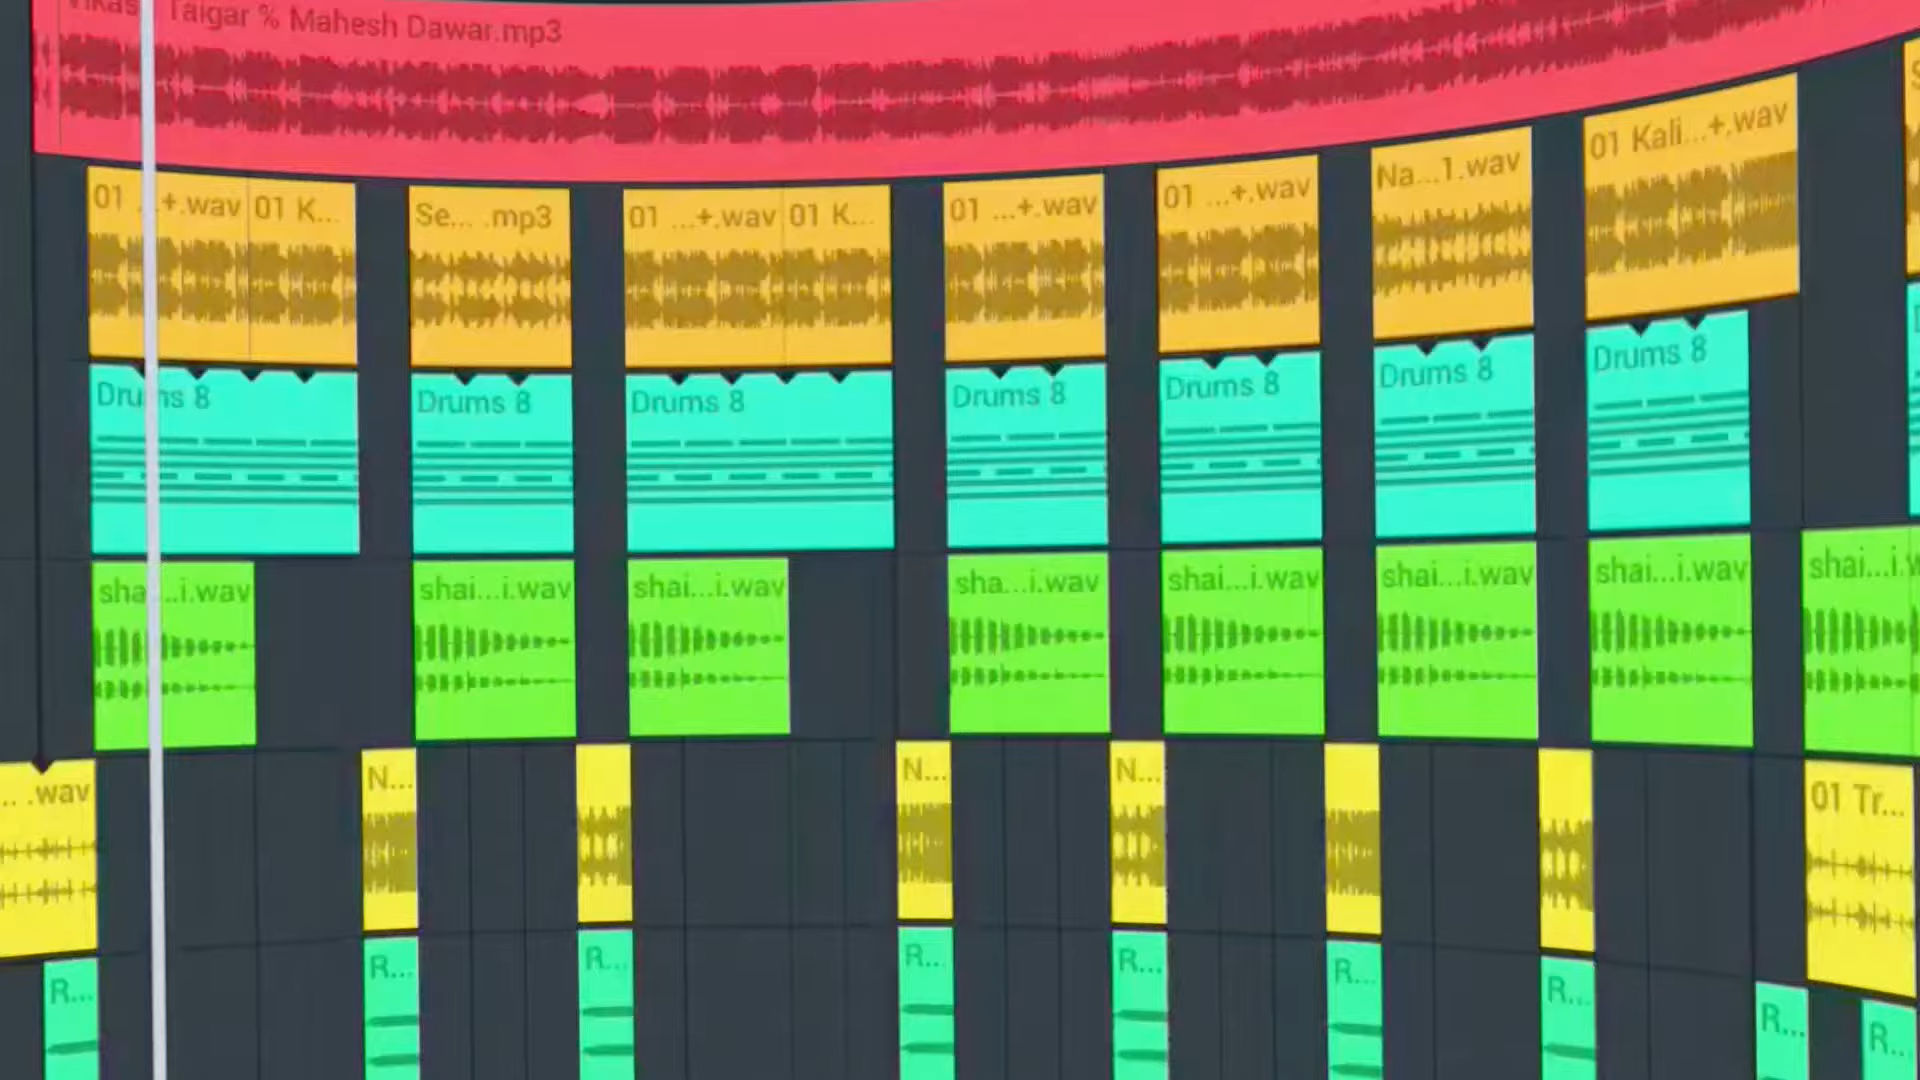 Taigar % Mahesh Dawar.mp3
01 ...+.wav 01 K... Se... .mp3 01 ...+.wav 01 K... 01 ...+.wav 01 ...+.wav Na...1.wav 01 Kali...+.wav
Drums 8 Drums 8 Drums 8 Drums 8 Drums 8 Drums 8 Drums 8
sha...i.wav shai...i.wav shai...i.wav sha...i.wav shai...i.wav shai...i.wav shai...i.wav shai...i.w
.. .wav N... N... N... 01 Tr...
R... R... R... R... R... R... R... R... R...